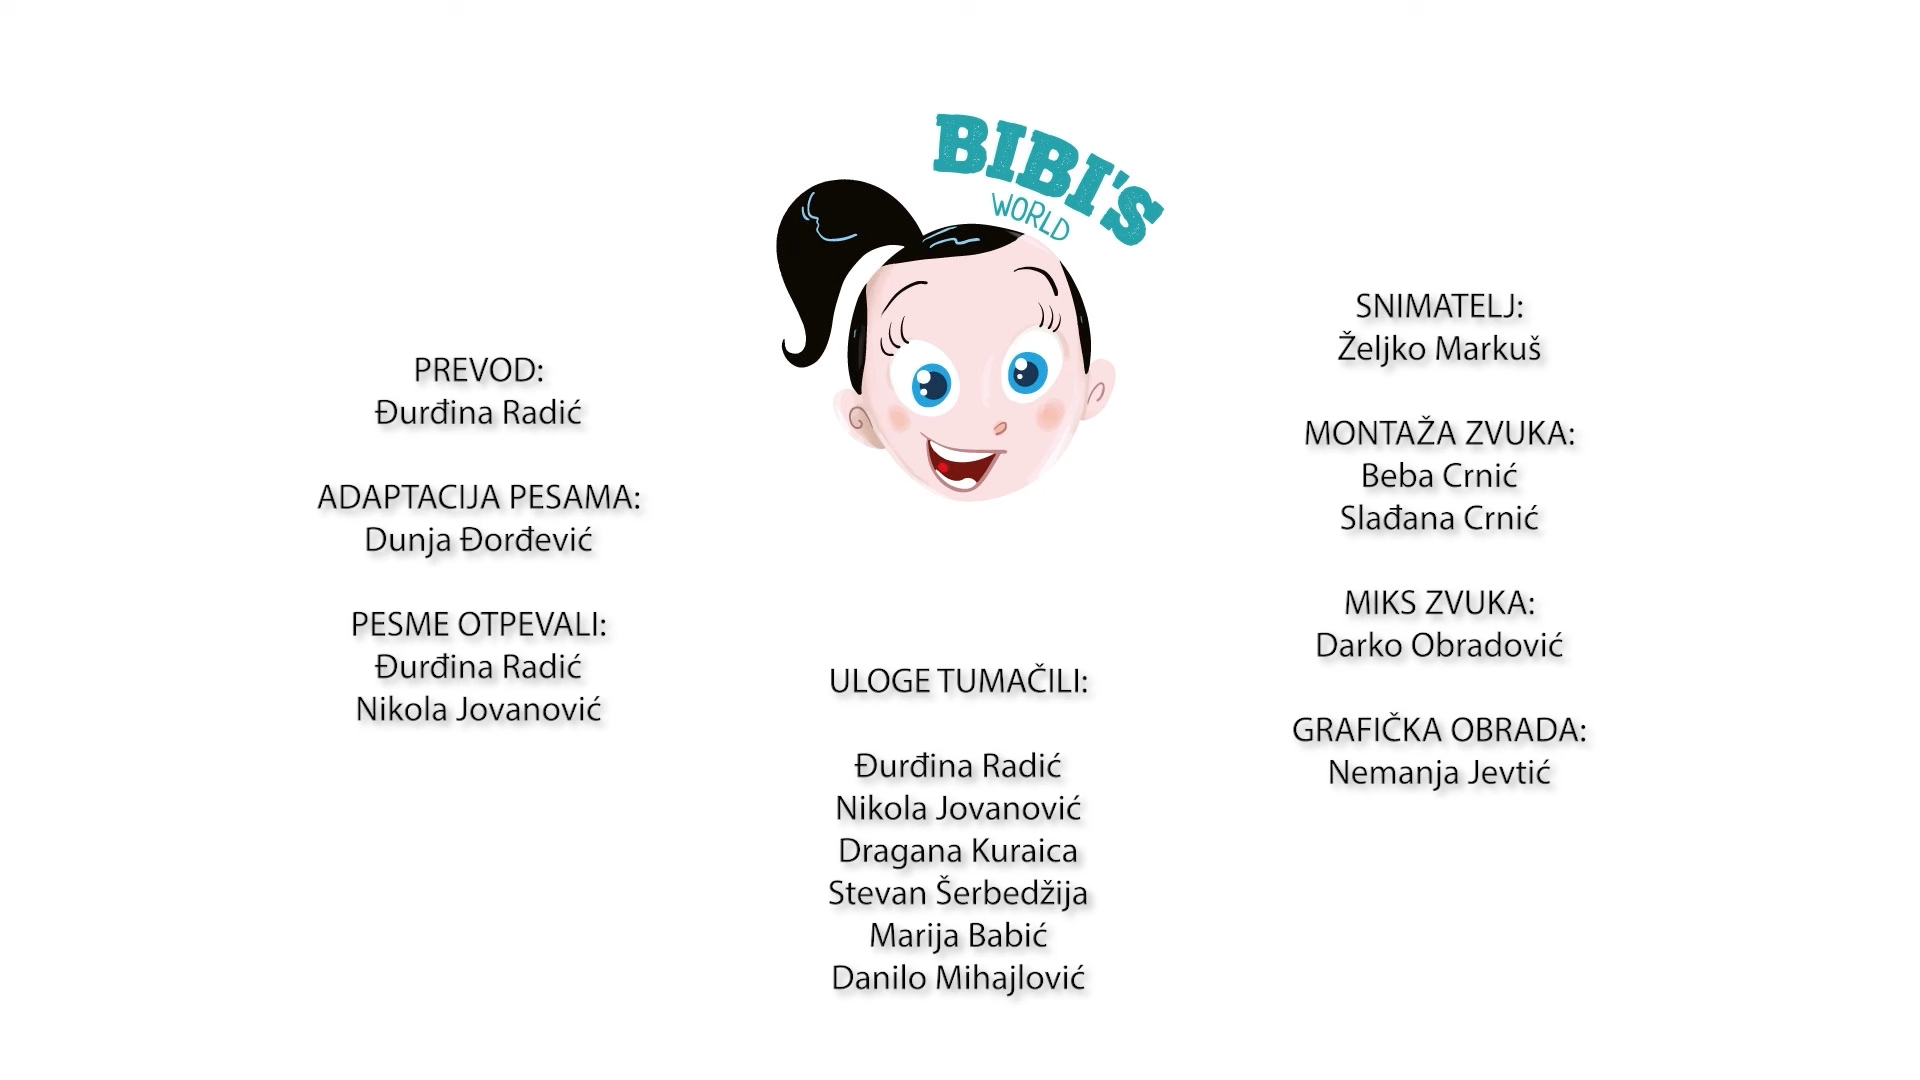 BIBI'S
WORLD
PREVOD:
Đurđina Radić
ADAPTACIJA PESAMA:
Dunja Đorđević
PESME OTPEVALI:
Đurđina Radić
Nikola Jovanović
ULOGE TUMAČILI:
Đurđina Radić
Nikola Jovanović
Dragana Kuraica
Stevan Šerbedžija
Marija Babić
Danilo Mihajlović
SNIMATELJ:
Željko Markuš
MONTAŽA ZVUKA:
Beba Crnić
Slađana Crnić
MIKS ZVUKA:
Darko Obradović
GRAFIČKA OBRADA:
Nemanja Jevtić